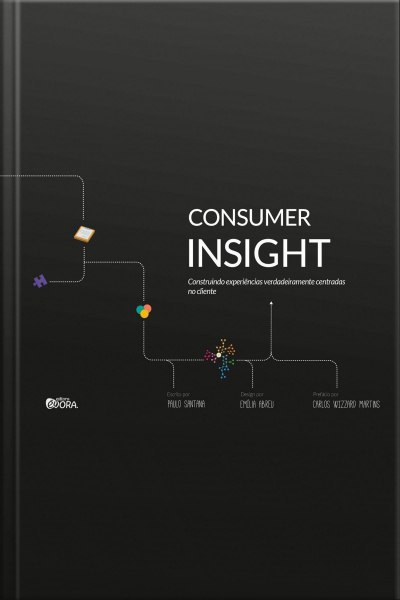 CONSUMER
INSIGHT
Construindo experiências verdadeiramente centradas
no cliente
Escrito por
PAULO SANTANA
Design por
EMÍLIA ABREU
Prefácio por
CARLOS WIZZARD MARTINS
editora
éVORA.